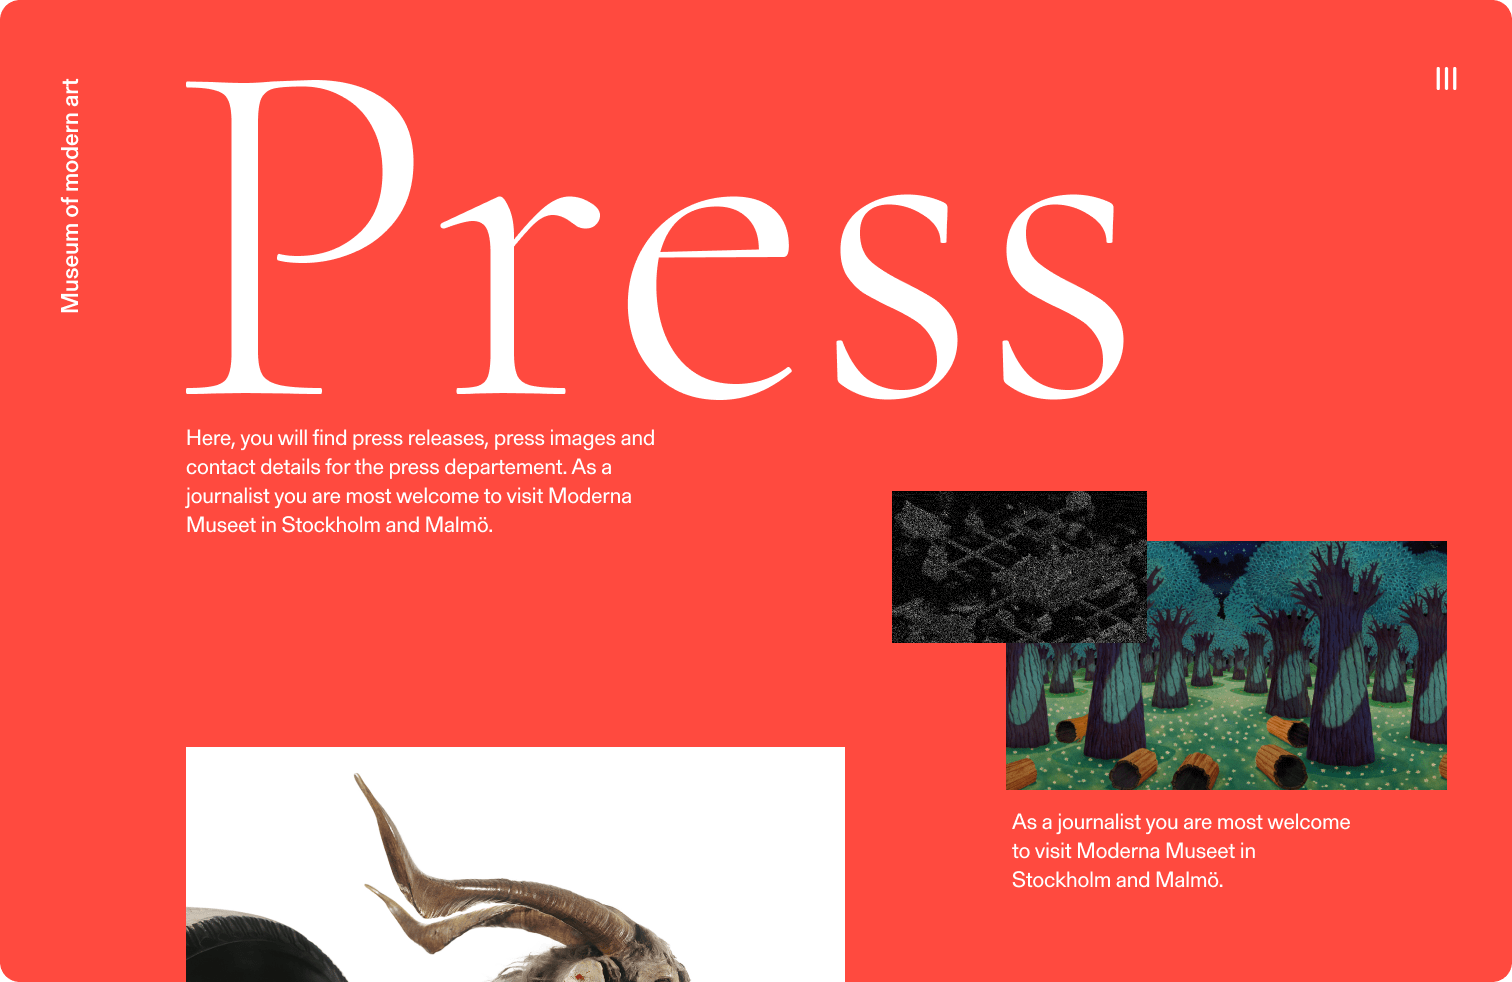 Museum of modern art
Press
Here, you will find press releases, press images and
contact details for the press departement. As a
journalist you are most welcome to visit Moderna
Museet in Stockholm and Malmö.
As a journalist you are most welcome
to visit Moderna Museet in
Stockholm and Malmö.